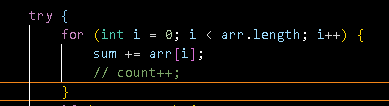 try {
for (int i = 0; i < arr.length; i++) {
sum += arr[i];
// count++;
}